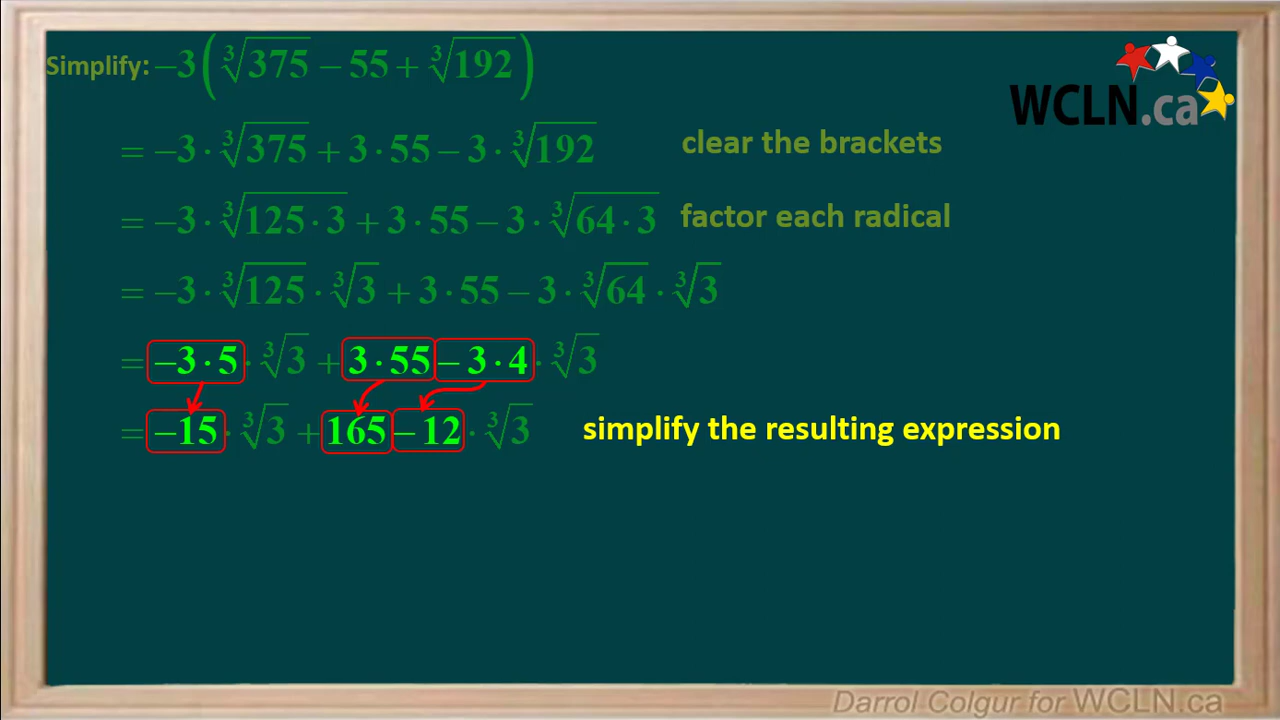 Simplify: −3(∛375 − 55 + ∛192)
WCLN.ca
= −3 · ∛375 + 3 · 55 − 3 · ∛192 clear the brackets
= −3 · ∛125 · 3 + 3 · 55 − 3 · ∛64 · 3 factor each radical
= −3 · ∛125 · ∛3 + 3 · 55 − 3 · ∛64 · ∛3
= −3 · 5 · ∛3 + 3 · 55 − 3 · 4 · ∛3
= −15 · ∛3 + 165 − 12 · ∛3 simplify the resulting expression
Darrol Colgur for WCLN.ca